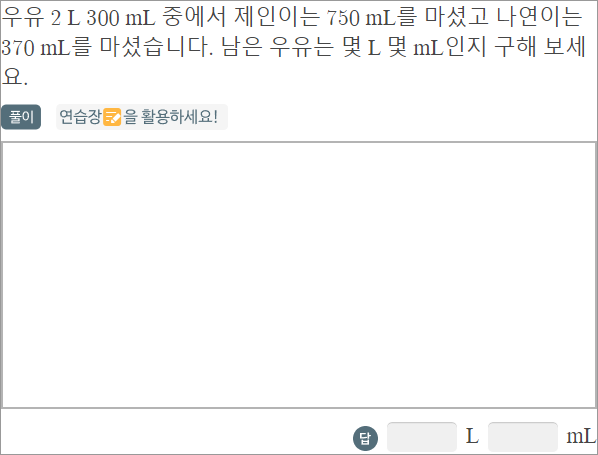 우유 2 L 300 mL 중에서 제인이는 750 mL를 마셨고 나연이는
370 mL를 마셨습니다. 남은 우유는 몇 L 몇 mL인지 구해 보세
요.
풀이 연습장을 활용하세요!
답 L mL